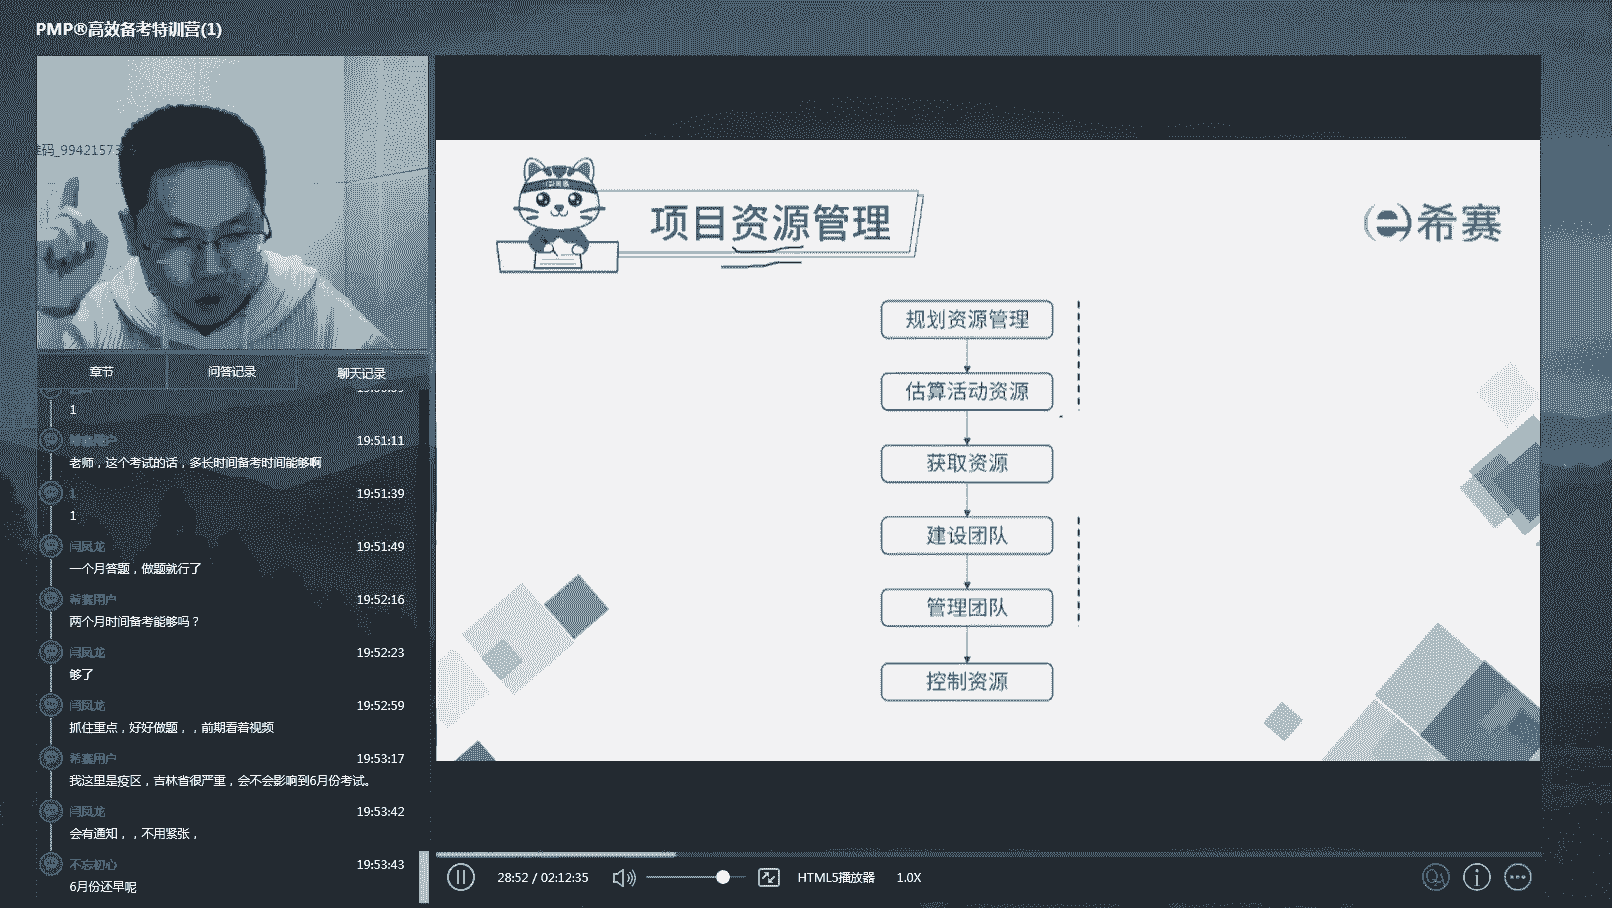 PMP®高效备考特训营(1)
码_9942157
项目资源管理
希赛
规划资源管理
估算活动资源
获取资源
建设团队
管理团队
控制资源
章节
问答记录
聊天记录
1
19:51:11
老师，这个考试的话，多长时间备考时间能够啊
1
19:51:39
1
闫凤龙
19:51:49
一个月答题，做题就行了
希赛用户
19:52:16
两个月时间备考能够吗？
闫凤龙
19:52:23
够了
闫凤龙
19:52:59
抓住重点，好好做题，，前期看着视频
希赛用户
19:53:17
我这里是疫区，吉林省很严重，会不会影响到6月份考试。
闫凤龙
19:53:42
会有通知，，不用紧张，
不忘初心
19:53:43
6月份还早呢
28:52 / 02:12:35
HTML5播放器
1.0X